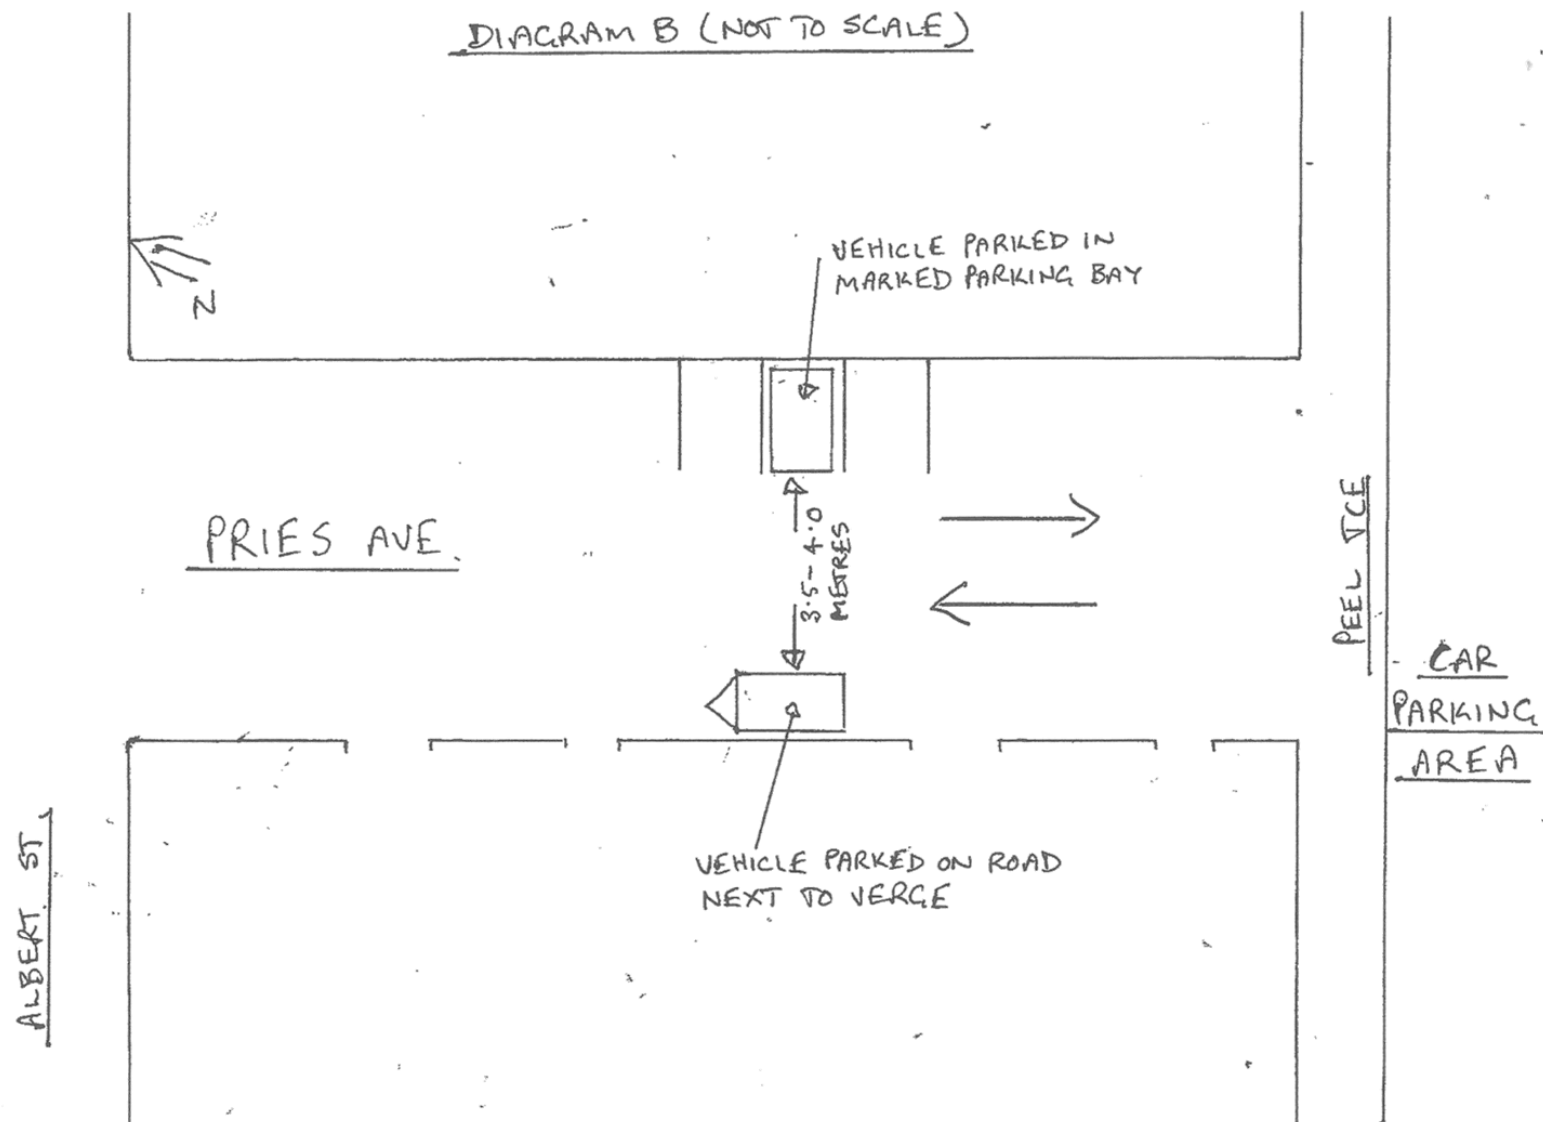 DIAGRAM B (NOT TO SCALE)
N
VEHICLE PARKED IN
MARKED PARKING BAY
PRIES AVE.
3.5 - 4.0
METRES
PEEL TCE
CAR
PARKING
AREA
VEHICLE PARKED ON ROAD
NEXT TO VERGE
ALBERT ST